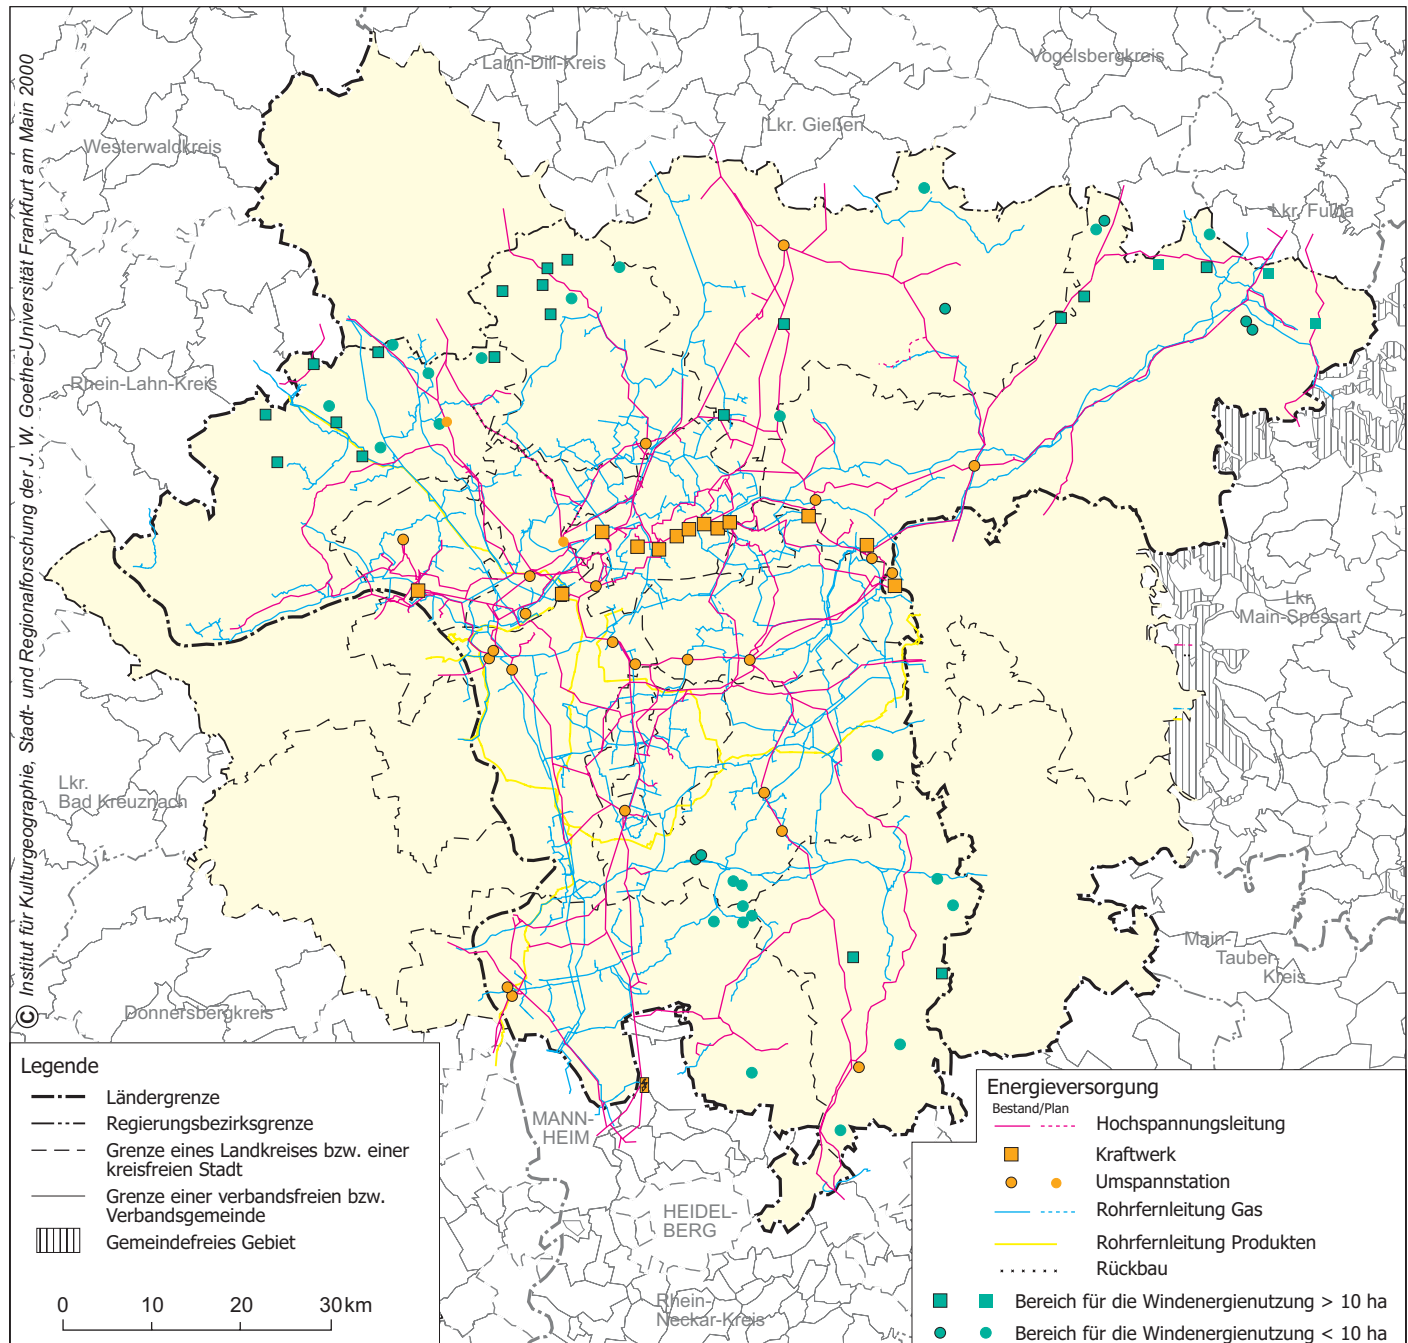 © Institut für Kulturgeographie, Stadt- und Regionalforschung der J. W. Goethe-Universität Frankfurt am Main 2000
Lahn-Dill-Kreis
Vogelsbergkreis
Lkr. Gießen
Westerwaldkreis
Lkr. Fulda
Rhein-Lahn-Kreis
Lkr.
Main-Spessart
Lkr.
Bad Kreuznach
Main-
Tauber-
Kreis
Donnersbergkreis
MANN-
HEIM
HEIDEL-
BERG
Rhein-
Neckar-Kreis
Legende
Ländergrenze
Regierungsbezirksgrenze
Grenze eines Landkreises bzw. einer
kreisfreien Stadt
Grenze einer verbandsfreien bzw.
Verbandsgemeinde
Gemeindefreies Gebiet
0 10 20 30 km
Energieversorgung
Bestand/Plan
Hochspannungsleitung
Kraftwerk
Umspannstation
Rohrfernleitung Gas
Rohrfernleitung Produkten
Rückbau
Bereich für die Windenergienutzung > 10 ha
Bereich für die Windenergienutzung < 10 ha